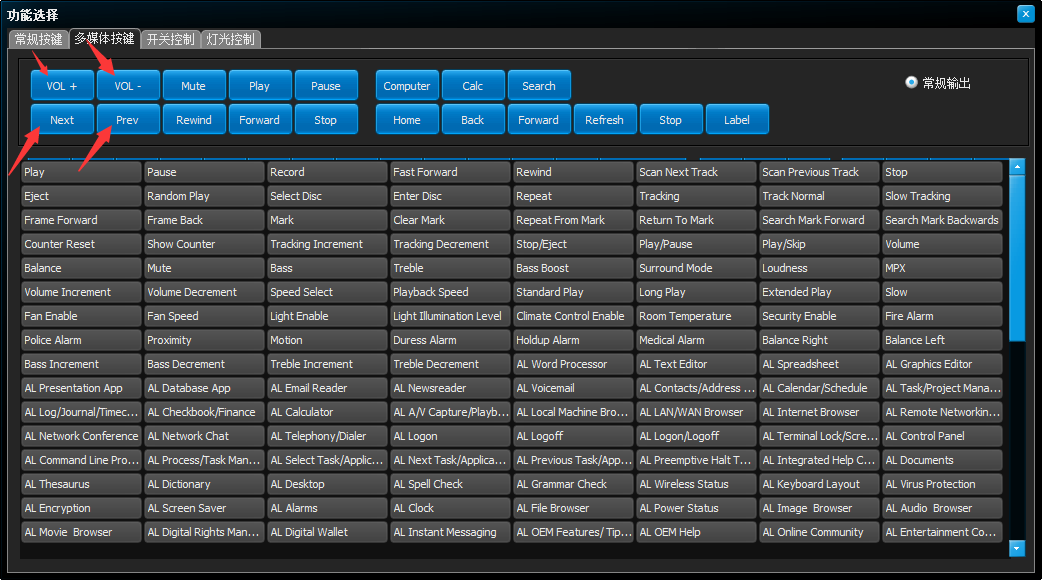 功能选择
常规按键 多媒体按键 开关控制 灯光控制
VOL + VOL - Mute Play Pause Computer Calc Search 常规输出
Next Prev Rewind Forward Stop Home Back Forward Refresh Stop Label
Play Pause Record Fast Forward Rewind Scan Next Track Scan Previous Track Stop
Eject Random Play Select Disc Enter Disc Repeat Tracking Track Normal Slow Tracking
Frame Forward Frame Back Mark Clear Mark Repeat From Mark Return To Mark Search Mark Forward Search Mark Backwards
Counter Reset Show Counter Tracking Increment Tracking Decrement Stop/Eject Play/Pause Play/Skip Volume
Balance Mute Bass Treble Bass Boost Surround Mode Loudness MPX
Volume Increment Volume Decrement Speed Select Playback Speed Standard Play Long Play Extended Play Slow
Fan Enable Fan Speed Light Enable Light Illumination Level Climate Control Enable Room Temperature Security Enable Fire Alarm
Police Alarm Proximity Motion Duress Alarm Holdup Alarm Medical Alarm Balance Right Balance Left
Bass Increment Bass Decrement Treble Increment Treble Decrement AL Word Processor AL Text Editor AL Spreadsheet AL Graphics Editor
AL Presentation App AL Database App AL Email Reader AL Newsreader AL Voicemail AL Contacts/Address ... AL Calendar/Schedule AL Task/Project Mana...
AL Log/Journal/Timec... AL Checkbook/Finance AL Calculator AL A/V Capture/Playb... AL Local Machine Bro... AL LAN/WAN Browser AL Internet Browser AL Remote Networkin...
AL Network Conference AL Network Chat AL Telephony/Dialer AL Logon AL Logoff AL Logon/Logoff AL Terminal Lock/Scre... AL Control Panel
AL Command Line Pro... AL Process/Task Man... AL Select Task/Applic... AL Next Task/Applica... AL Previous Task/App... AL Preemptive Halt T... AL Integrated Help C... AL Documents
AL Thesaurus AL Dictionary AL Desktop AL Spell Check AL Grammar Check AL Wireless Status AL Keyboard Layout AL Virus Protection
AL Encryption AL Screen Saver AL Alarms AL Clock AL File Browser AL Power Status AL Image Browser AL Audio Browser
AL Movie Browser AL Digital Rights Man... AL Digital Wallet AL Instant Messaging AL OEM Features/ Tip... AL OEM Help AL Online Community AL Entertainment Co...